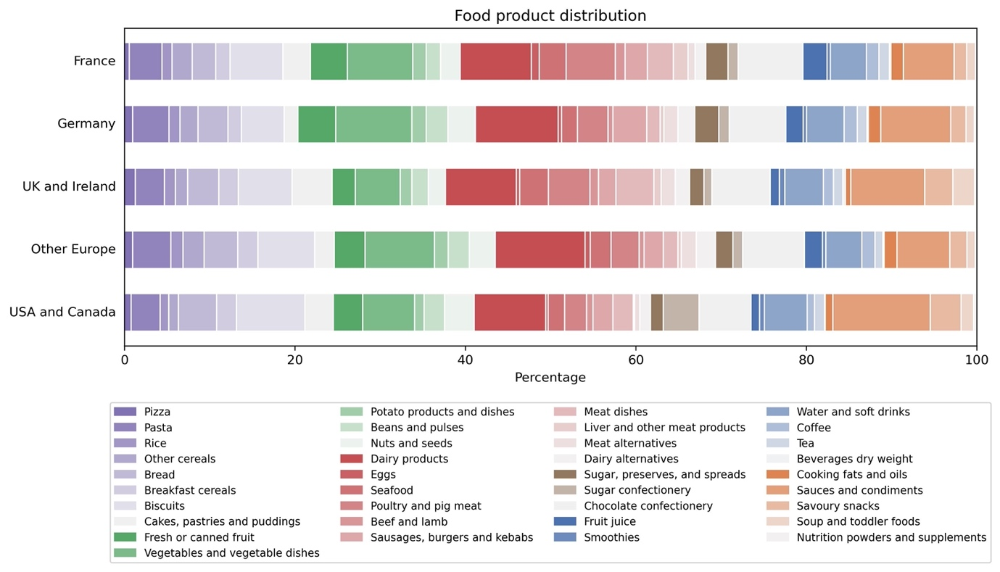 Food product distribution
France
Germany
UK and Ireland
Other Europe
USA and Canada
0 20 40 60 80 100
Percentage
Pizza
Pasta
Rice
Other cereals
Bread
Breakfast cereals
Biscuits
Cakes, pastries and puddings
Fresh or canned fruit
Vegetables and vegetable dishes
Potato products and dishes
Beans and pulses
Nuts and seeds
Dairy products
Eggs
Seafood
Poultry and pig meat
Beef and lamb
Sausages, burgers and kebabs
Meat dishes
Liver and other meat products
Meat alternatives
Dairy alternatives
Sugar, preserves, and spreads
Sugar confectionery
Chocolate confectionery
Fruit juice
Smoothies
Water and soft drinks
Coffee
Tea
Beverages dry weight
Cooking fats and oils
Sauces and condiments
Savoury snacks
Soup and toddler foods
Nutrition powders and supplements